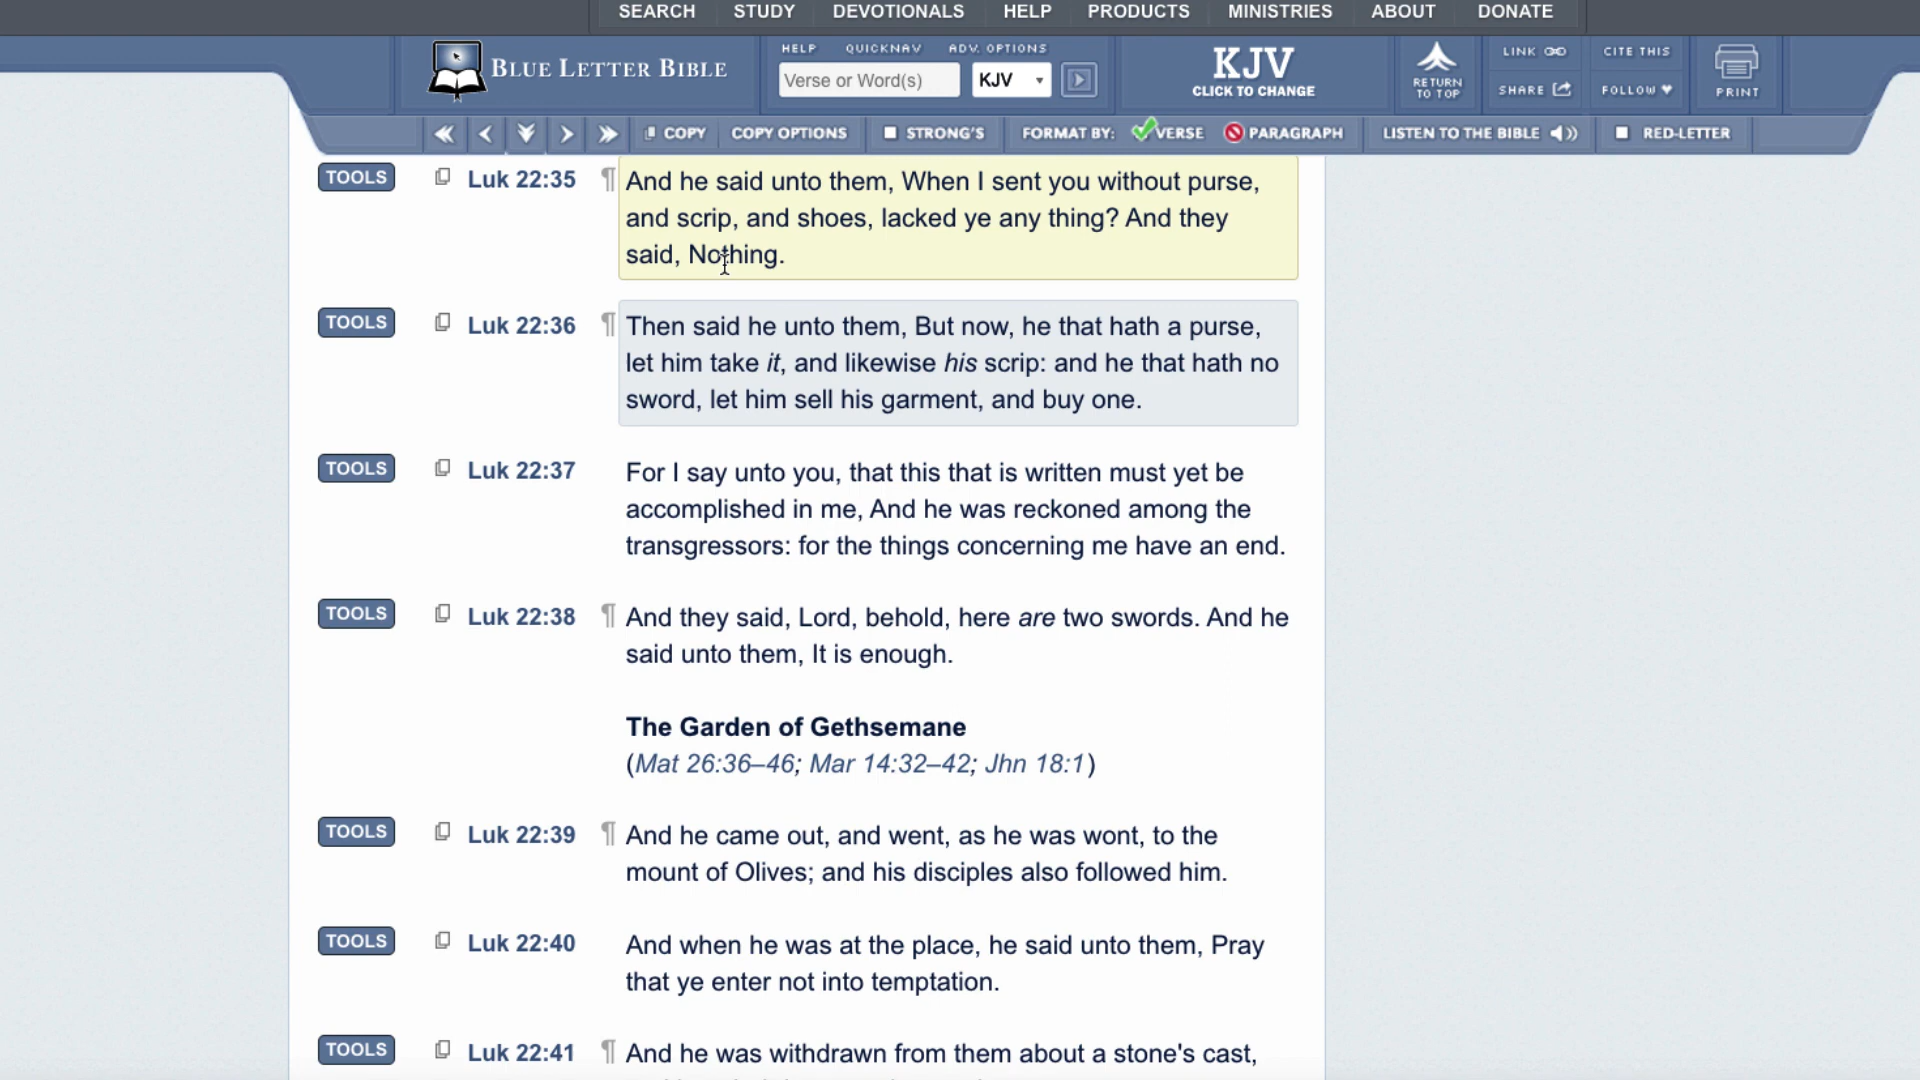 SEARCH STUDY DEVOTIONALS HELP PRODUCTS MINISTRIES ABOUT DONATE
BLUE LETTER BIBLE
HELP QUICKNAV ADV. OPTIONS
Verse or Word(s) KJV
KJV
CLICK TO CHANGE
RETURN
TO TOP
LINK CITE THIS
SHARE FOLLOW
PRINT
COPY COPY OPTIONS STRONG'S FORMAT BY: VERSE PARAGRAPH LISTEN TO THE BIBLE RED-LETTER
TOOLS Luk 22:35 ¶ And he said unto them, When I sent you without purse,
and scrip, and shoes, lacked ye any thing? And they
said, Nothing.
TOOLS Luk 22:36 ¶ Then said he unto them, But now, he that hath a purse,
let him take it, and likewise his scrip: and he that hath no
sword, let him sell his garment, and buy one.
TOOLS Luk 22:37 For I say unto you, that this that is written must yet be
accomplished in me, And he was reckoned among the
transgressors: for the things concerning me have an end.
TOOLS Luk 22:38 ¶ And they said, Lord, behold, here are two swords. And he
said unto them, It is enough.
The Garden of Gethsemane
(Mat 26:36–46; Mar 14:32–42; Jhn 18:1)
TOOLS Luk 22:39 ¶ And he came out, and went, as he was wont, to the
mount of Olives; and his disciples also followed him.
TOOLS Luk 22:40 And when he was at the place, he said unto them, Pray
that ye enter not into temptation.
TOOLS Luk 22:41 ¶ And he was withdrawn from them about a stone's cast,